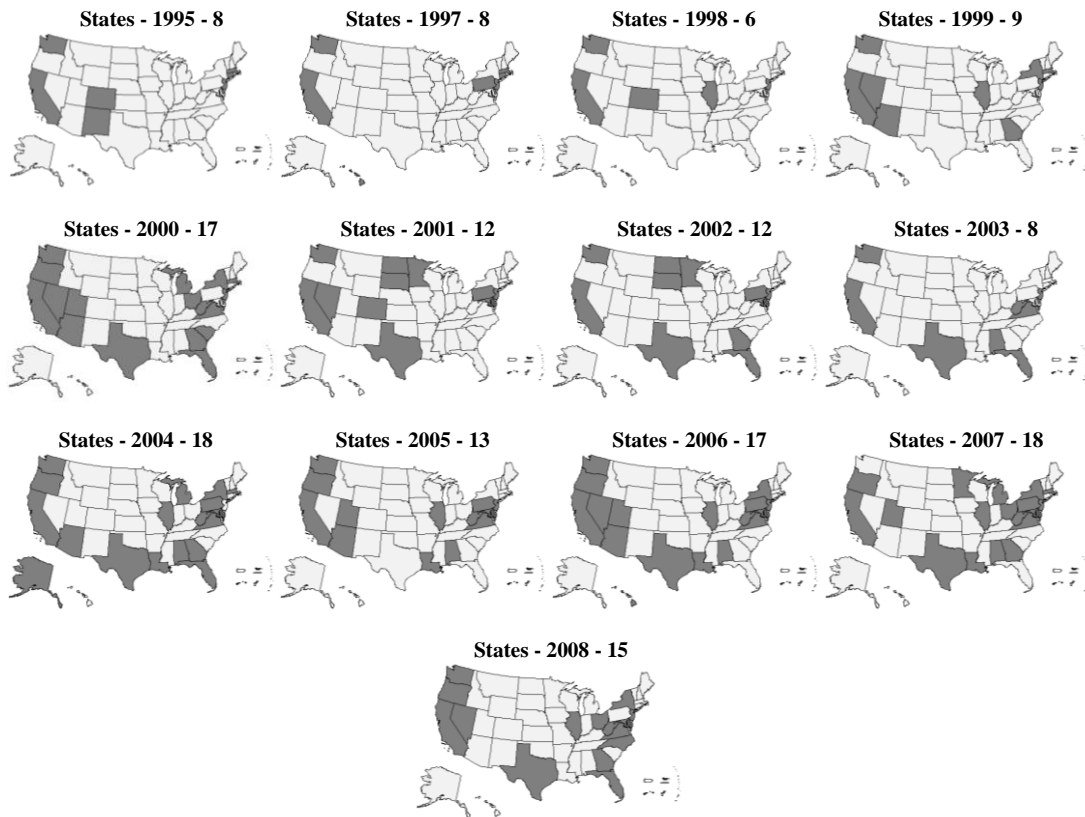 States - 1995 - 8
States - 1997 - 8
States - 1998 - 6
States - 1999 - 9
States - 2000 - 17
States - 2001 - 12
States - 2002 - 12
States - 2003 - 8
States - 2004 - 18
States - 2005 - 13
States - 2006 - 17
States - 2007 - 18
States - 2008 - 15